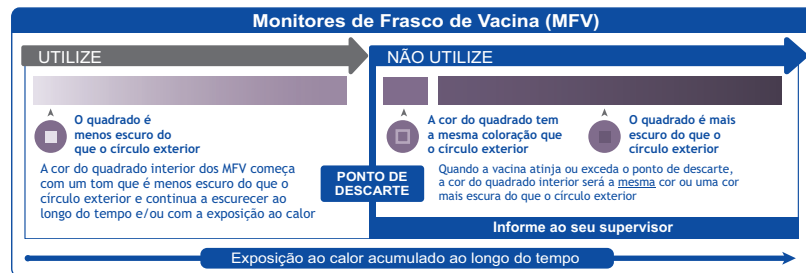 Monitores de Frasco de Vacina (MFV)
UTILIZE
O quadrado é
menos escuro do
que o círculo exterior
A cor do quadrado interior dos MFV começa
com um tom que é menos escuro do que o
círculo exterior e continua a escurecer ao
longo do tempo e/ou com a exposição ao calor
PONTO DE
DESCARTE
NÃO UTILIZE
A cor do quadrado tem
a mesma coloração que
o círculo exterior
O quadrado é mais
escuro do que o
círculo exterior
Quando a vacina atinja ou exceda o ponto de descarte,
a cor do quadrado interior será a mesma cor ou uma cor
mais escura do que o círculo exterior
Informe ao seu supervisor
Exposição ao calor acumulado ao longo do tempo